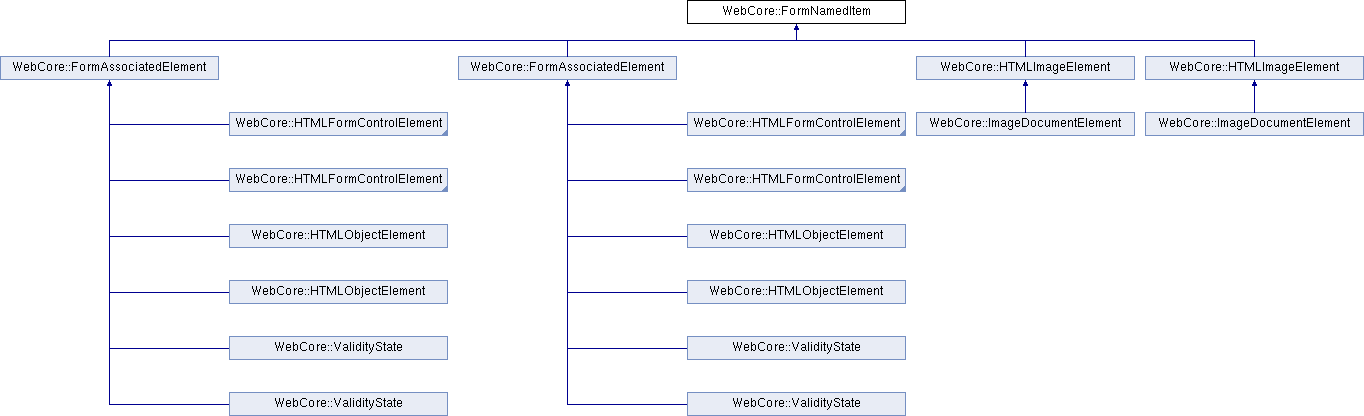 WebCore::FormNamedItem
WebCore::FormAssociatedElement
WebCore::FormAssociatedElement
WebCore::HTMLImageElement
WebCore::HTMLImageElement
WebCore::HTMLFormControlElement
WebCore::HTMLFormControlElement
WebCore::ImageDocumentElement
WebCore::ImageDocumentElement
WebCore::HTMLFormControlElement
WebCore::HTMLFormControlElement
WebCore::HTMLObjectElement
WebCore::HTMLObjectElement
WebCore::HTMLObjectElement
WebCore::HTMLObjectElement
WebCore::ValidityState
WebCore::ValidityState
WebCore::ValidityState
WebCore::ValidityState